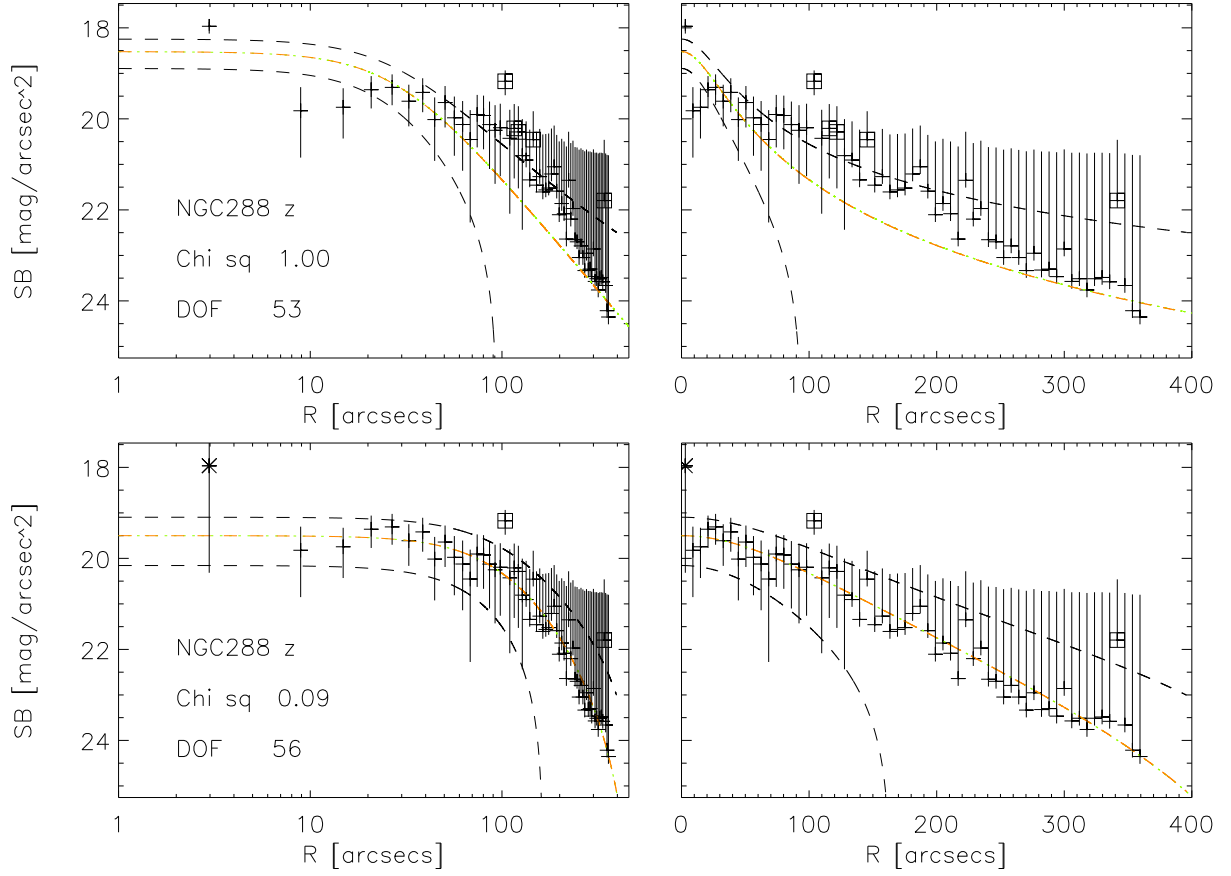 18
20
22
24
SB [mag/arcsec^2]
NGC288 z
Chi sq 1.00
DOF 53
1 10 100
R [arcsecs]
0 100 200 300 400
R [arcsecs]
18
20
22
24
SB [mag/arcsec^2]
NGC288 z
Chi sq 0.09
DOF 56
1 10 100
R [arcsecs]
0 100 200 300 400
R [arcsecs]